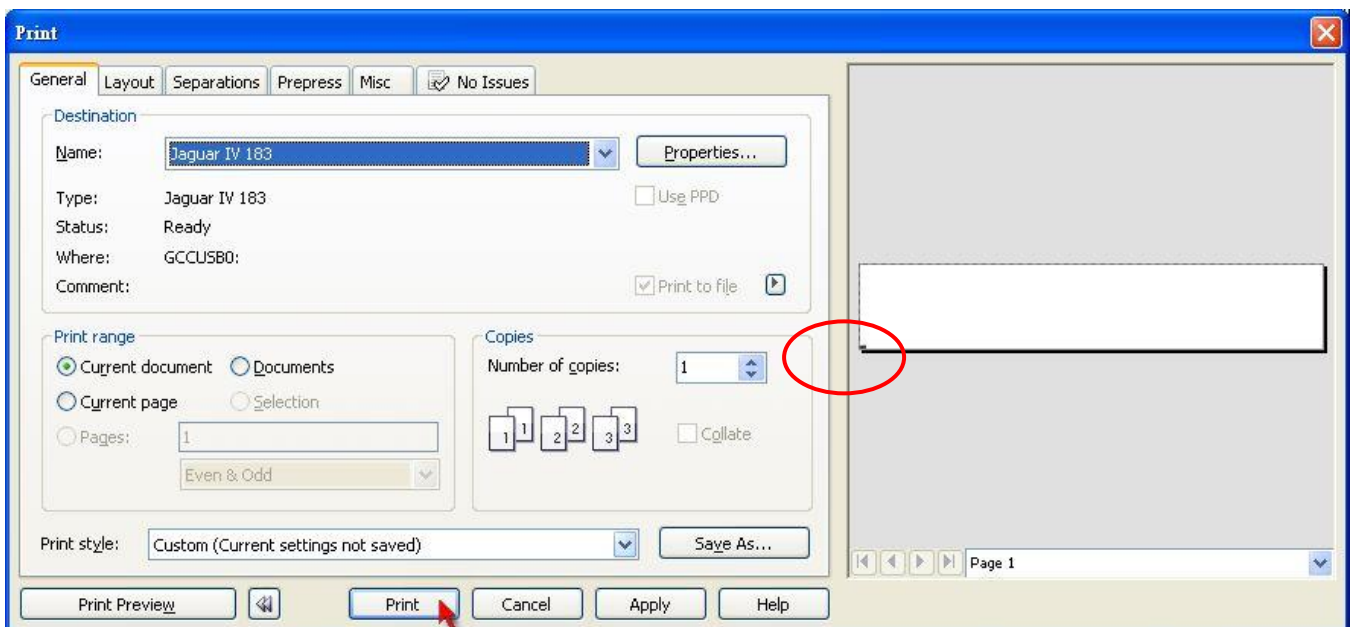 Print
General Layout Separations Prepress Misc No Issues
Destination
Name: Jaguar IV 183 Properties...
Type: Jaguar IV 183 Use PPD
Status: Ready
Where: GCCUSB0:
Comment: Print to file
Print range
Current document Documents
Current page Selection
Pages: 1
Even & Odd
Copies
Number of copies: 1
1 1 2 2 3 3 Collate
Print style: Custom (Current settings not saved) Save As...
Page 1
Print Preview Print Cancel Apply Help